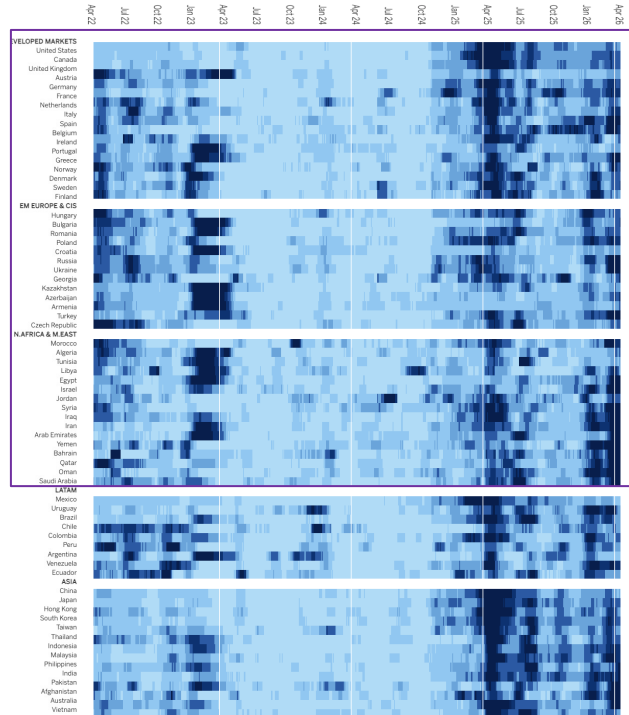 Apr 22
Jul 22
Oct 22
Jan 23
Apr 23
Jul 23
Oct 23
Jan 24
Apr 24
Jul 24
Oct 24
Jan 25
Apr 25
Jul 25
Oct 25
Jan 26
Apr 26
EVELOPED MARKETS
United States
Canada
United Kingdom
Austria
Germany
France
Netherlands
Italy
Spain
Belgium
Ireland
Portugal
Greece
Norway
Denmark
Sweden
Finland
EM EUROPE & CIS
Hungary
Bulgaria
Romania
Poland
Croatia
Russia
Ukraine
Georgia
Kazakhstan
Azerbaijan
Armenia
Turkey
Czech Republic
N.AFRICA & M.EAST
Morocco
Algeria
Tunisia
Libya
Egypt
Israel
Jordan
Syria
Iraq
Iran
Arab Emirates
Yemen
Bahrain
Qatar
Oman
Saudi Arabia
LATAM
Mexico
Uruguay
Brazil
Chile
Colombia
Peru
Argentina
Venezuela
Ecuador
ASIA
China
Japan
Hong Kong
South Korea
Taiwan
Thailand
Indonesia
Malaysia
Philippines
India
Pakistan
Afghanistan
Australia
Vietnam